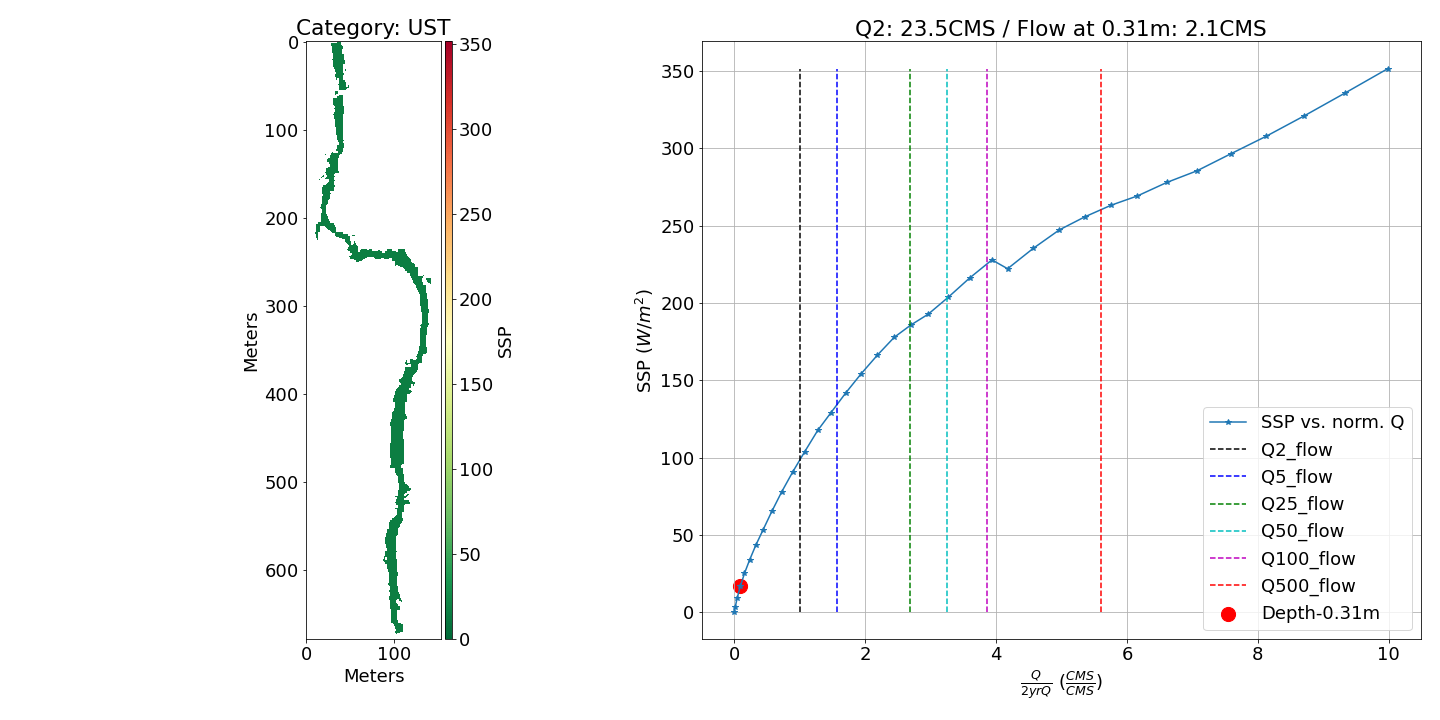 Category: UST
0
100
200
300
400
500
600
Meters
0 100
Meters
350
300
250
200
150
100
50
0
SSP
Q2: 23.5CMS / Flow at 0.31m: 2.1CMS
350
300
250
200
150
100
50
0
SSP (W/m²)
0 2 4 6 8 10
Q/2yrQ (CMS/CMS)
SSP vs. norm. Q
Q2_flow
Q5_flow
Q25_flow
Q50_flow
Q100_flow
Q500_flow
Depth-0.31m